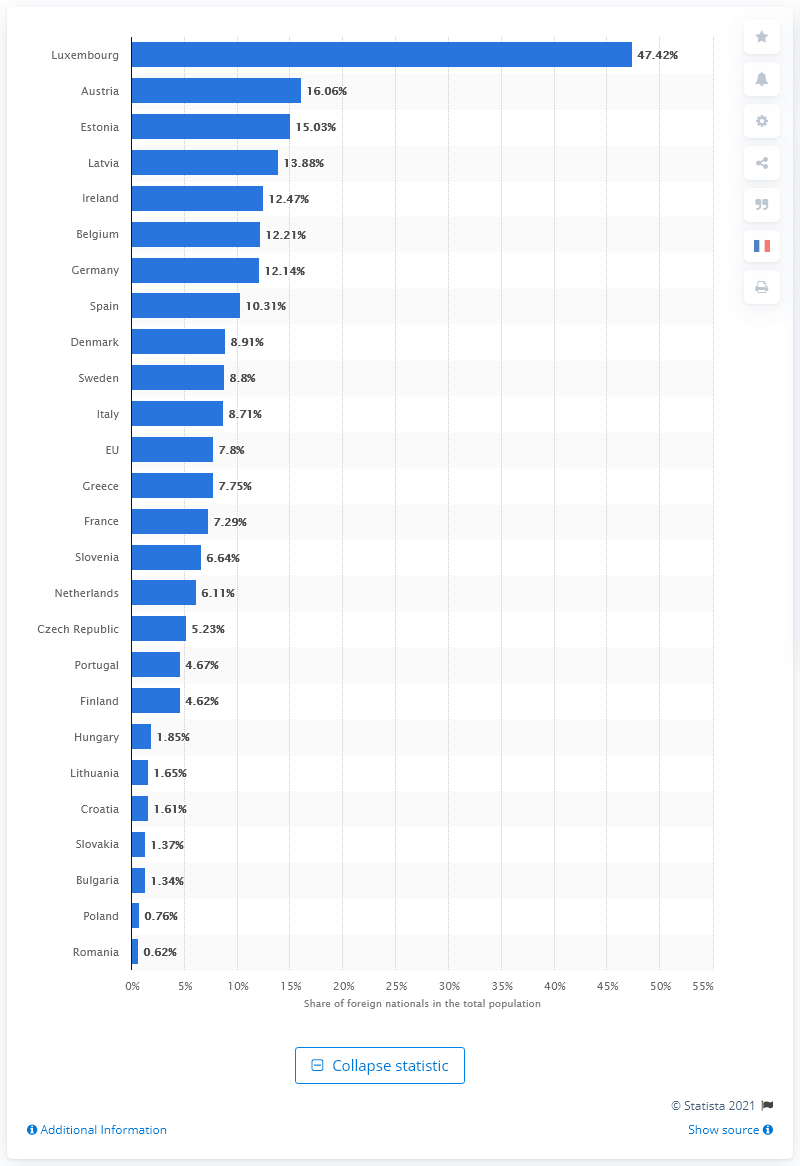 Luxembourg 47.42%
Austria 16.06%
Estonia 15.03%
Latvia 13.88%
Ireland 12.47%
Belgium 12.21%
Germany 12.14%
Spain 10.31%
Denmark 8.91%
Sweden 8.8%
Italy 8.71%
EU 7.8%
Greece 7.75%
France 7.29%
Slovenia 6.64%
Netherlands 6.11%
Czech Republic 5.23%
Portugal 4.67%
Finland 4.62%
Hungary 1.85%
Lithuania 1.65%
Croatia 1.61%
Slovakia 1.37%
Bulgaria 1.34%
Poland 0.76%
Romania 0.62%
0% 5% 10% 15% 20% 25% 30% 35% 40% 45% 50% 55%
Share of foreign nationals in the total population
Collapse statistic
© Statista 2021
Additional Information Show source